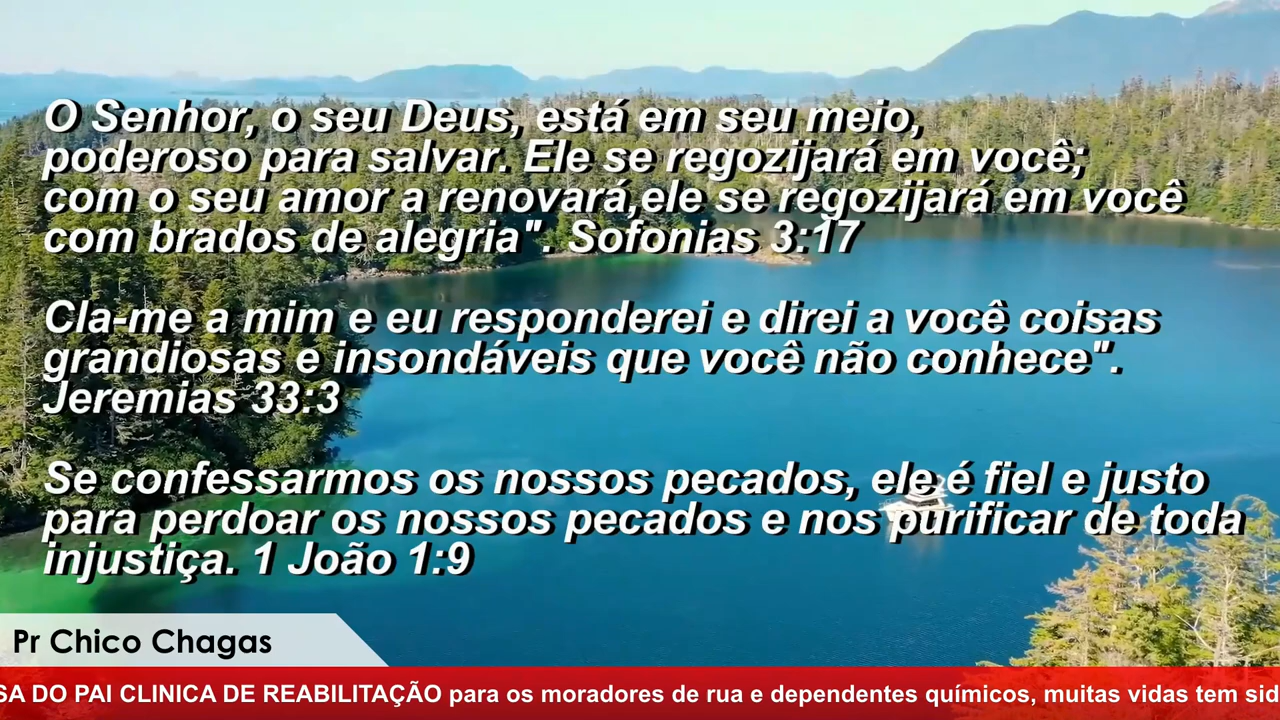 O Senhor, o seu Deus, está em seu meio,
poderoso para salvar. Ele se regozijará em você;
com o seu amor a renovará,ele se regozijará em você
com brados de alegria". Sofonias 3:17
Cla-me a mim e eu responderei e direi a você coisas
grandiosas e insondáveis que você não conhece".
Jeremias 33:3
Se confessarmos os nossos pecados, ele é fiel e justo
para perdoar os nossos pecados e nos purificar de toda
injustiça. 1 João 1:9
Pr Chico Chagas
SA DO PAI CLINICA DE REABILITAÇÃO para os moradores de rua e dependentes químicos, muitas vidas tem sid